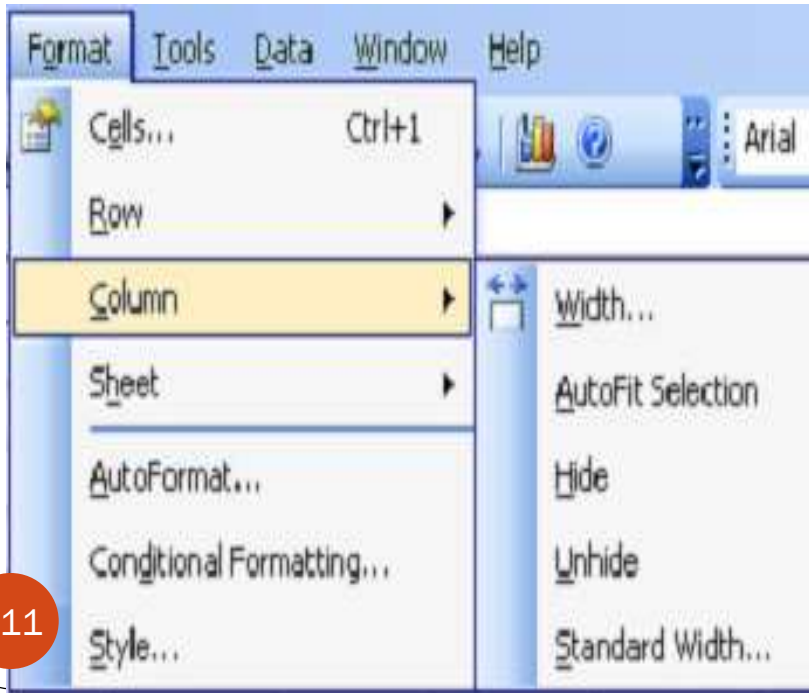 Format Tools Data Window Help
Cells... Ctrl+1
Arial
Row
Column
Width...
Sheet
AutoFit Selection
AutoFormat...
Hide
Conditional Formatting...
Unhide
11
Style...
Standard Width...